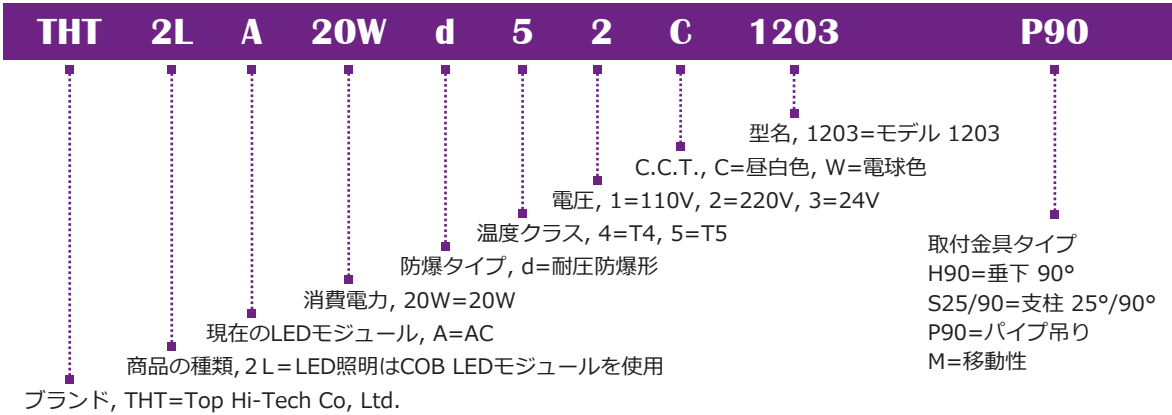 THT 2L A 20W d 5 2 C 1203 P90
型名, 1203=モデル 1203
C.C.T., C=昼白色, W=電球色
電圧, 1=110V, 2=220V, 3=24V
温度クラス, 4=T4, 5=T5
防爆タイプ, d=耐圧防爆形
消費電力, 20W=20W
現在のLEDモジュール, A=AC
商品の種類, 2L=LED照明はCOB LEDモジュールを使用
ブランド, THT=Top Hi-Tech Co, Ltd.
取付金具タイプ
H90=垂下 90°
S25/90=支柱 25°/90°
P90=パイプ吊り
M=移動性